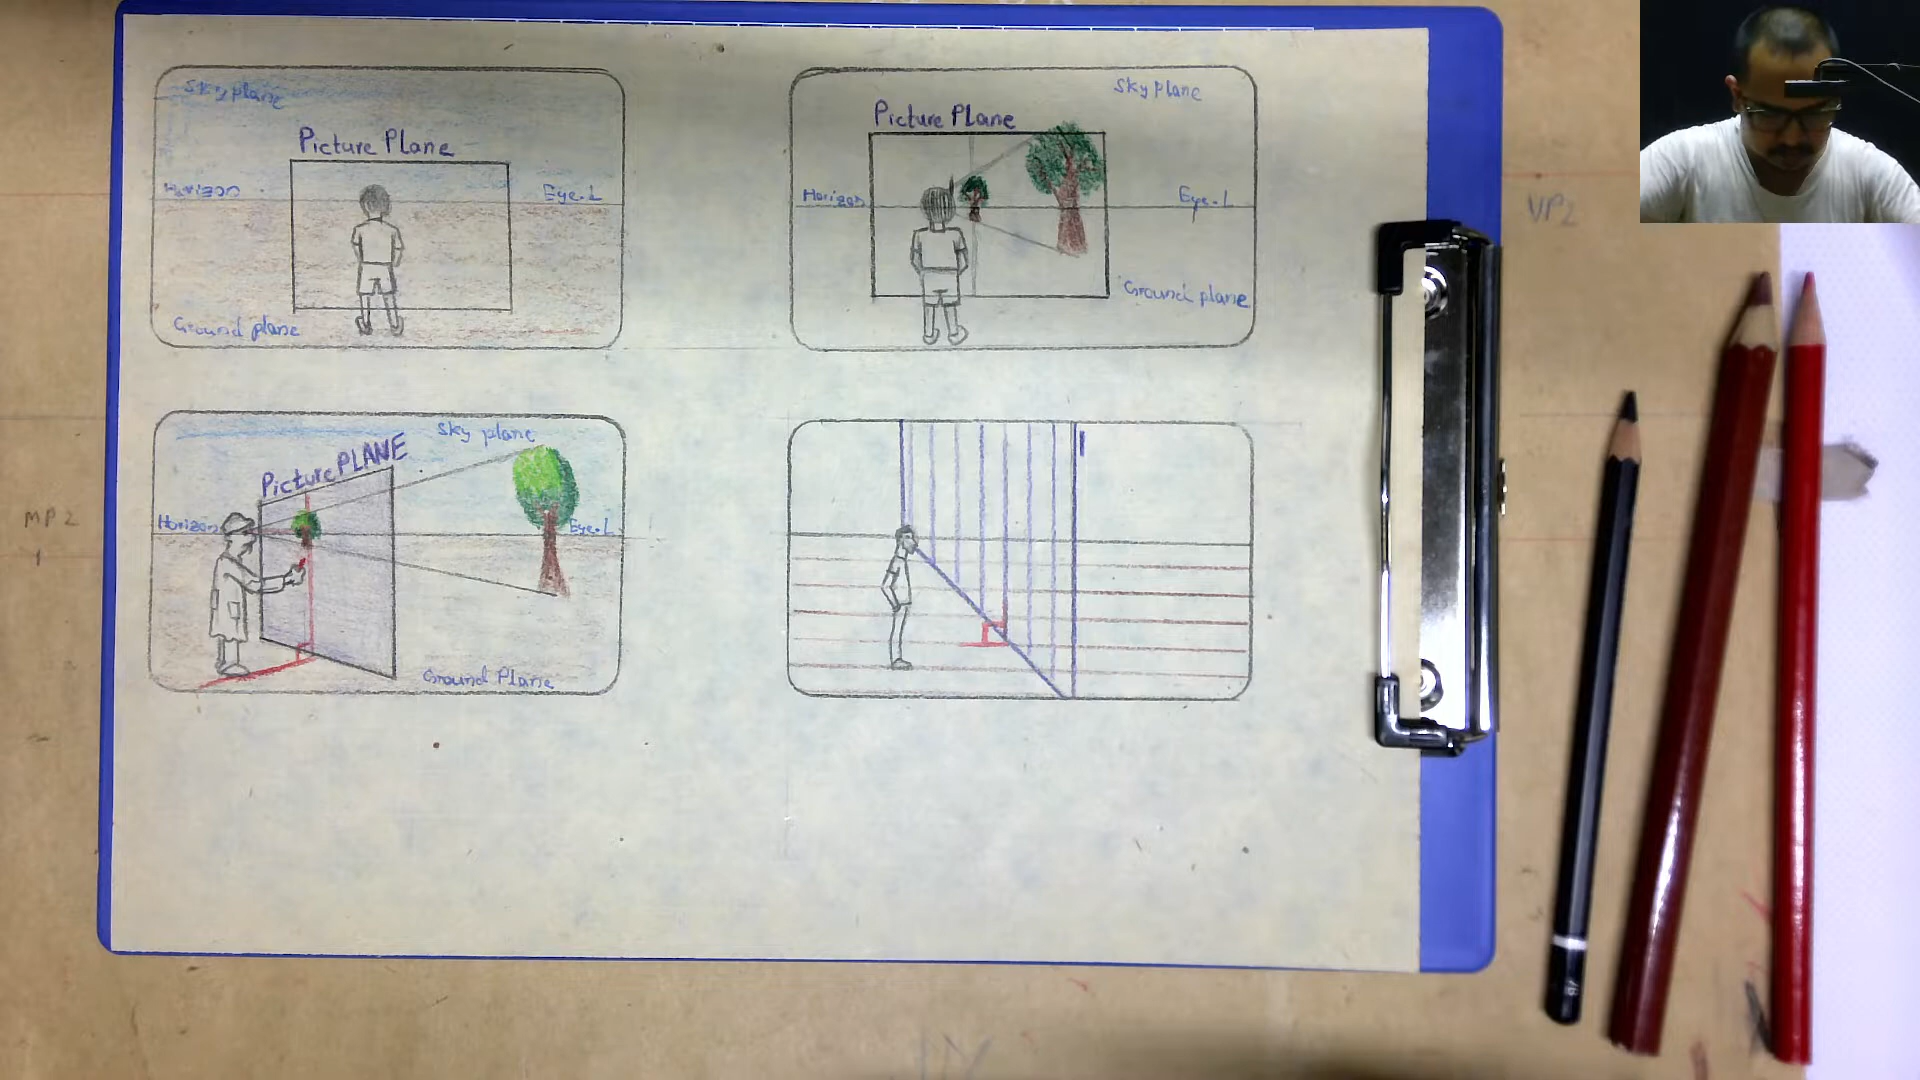 Sky plane
Picture Plane
Horizon
Eye.L
Ground plane
Sky Plane
Picture Plane
Horizon
Eye.L
Ground plane
Sky plane
Picture PLANE
Horizon
Eye.L
Ground Plane
VP2
MP2